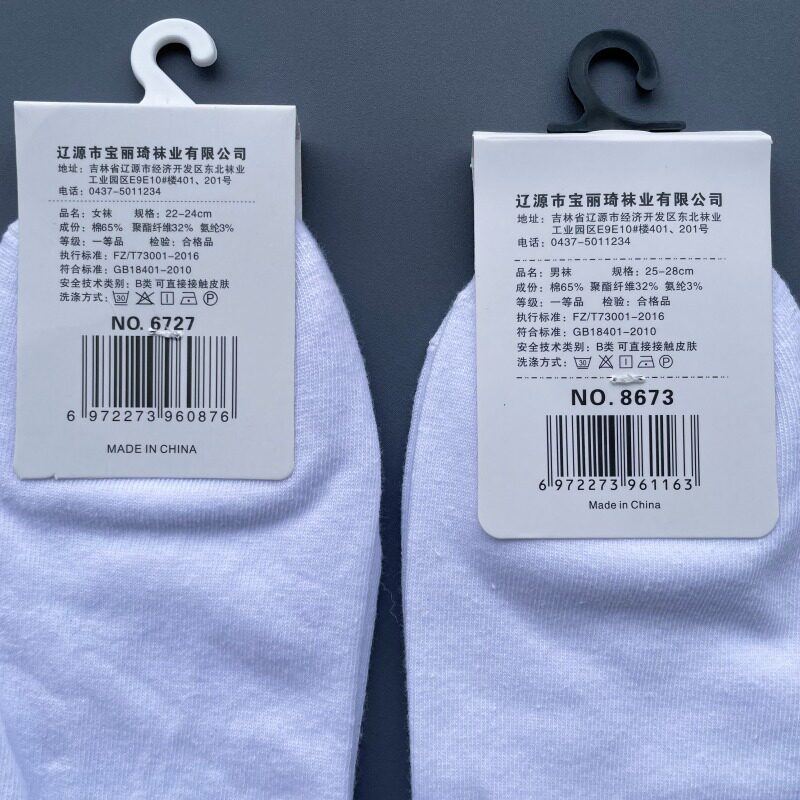 辽源市宝丽琦袜业有限公司
地址：吉林省辽源市经济开发区东北袜业
工业园区E9E10#楼401、201号
电话：0437-5011234
品名：女袜 规格：22-24cm
成份：棉65% 聚酯纤维32% 氨纶3%
等级：一等品 检验：合格品
执行标准：FZ/T73001-2016
符合标准：GB18401-2010
安全技术类别：B类 可直接接触皮肤
洗涤方式：
NO. 6727
6 972273 960876
MADE IN CHINA
辽源市宝丽琦袜业有限公司
地址：吉林省辽源市经济开发区东北袜业
工业园区E9E10#楼401、201号
电话：0437-5011234
品名：男袜 规格：25-28cm
成份：棉65% 聚酯纤维32% 氨纶3%
等级：一等品 检验：合格品
执行标准：FZ/T73001-2016
符合标准：GB18401-2010
安全技术类别：B类 可直接接触皮肤
洗涤方式：
NO. 8673
6 972273 961163
Made in China